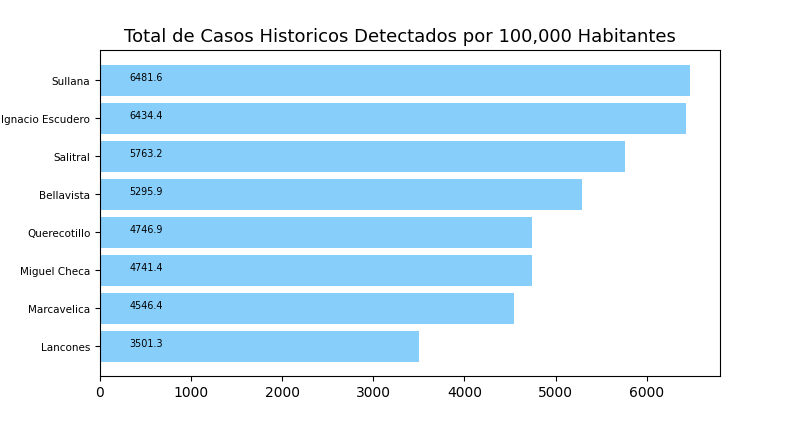 Total de Casos Historicos Detectados por 100,000 Habitantes
Sullana 6481.6
Ignacio Escudero 6434.4
Salitral 5763.2
Bellavista 5295.9
Querecotillo 4746.9
Miguel Checa 4741.4
Marcavelica 4546.4
Lancones 3501.3
0 1000 2000 3000 4000 5000 6000